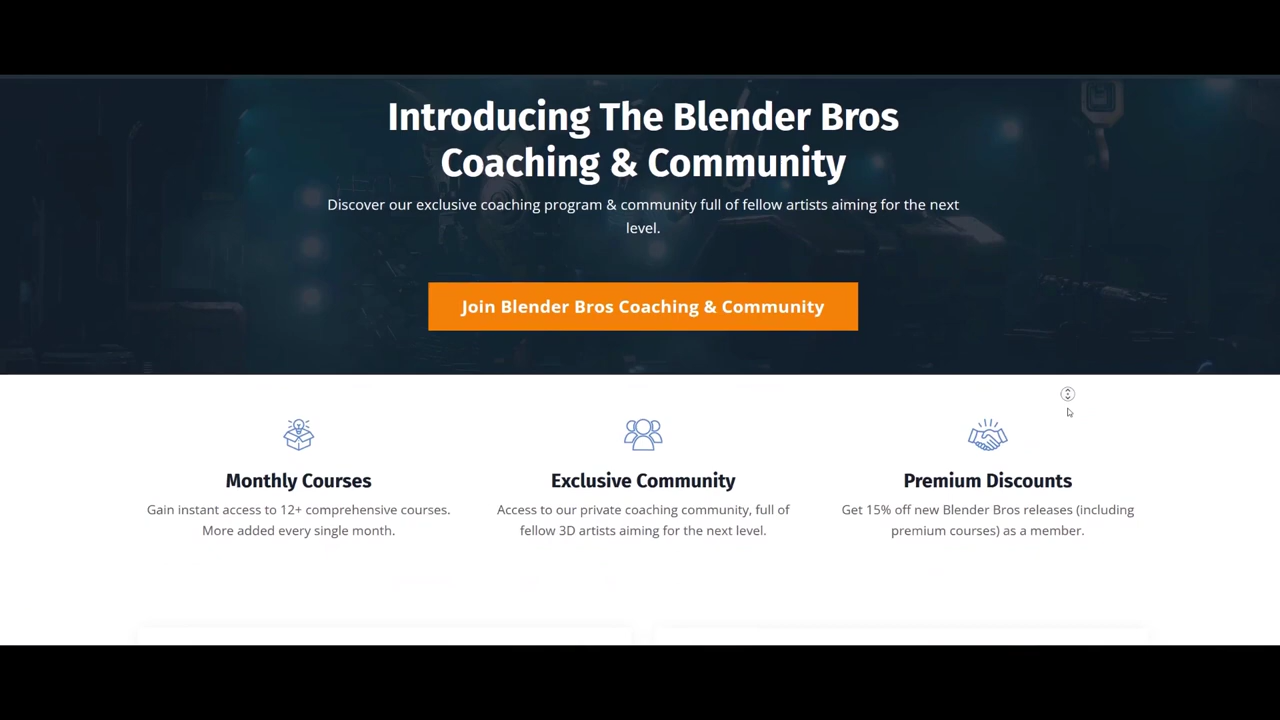 Introducing The Blender Bros
Coaching & Community
Discover our exclusive coaching program & community full of fellow artists aiming for the next
level.
Join Blender Bros Coaching & Community
Monthly Courses
Gain instant access to 12+ comprehensive courses.
More added every single month.
Exclusive Community
Access to our private coaching community, full of
fellow 3D artists aiming for the next level.
Premium Discounts
Get 15% off new Blender Bros releases (including
premium courses) as a member.